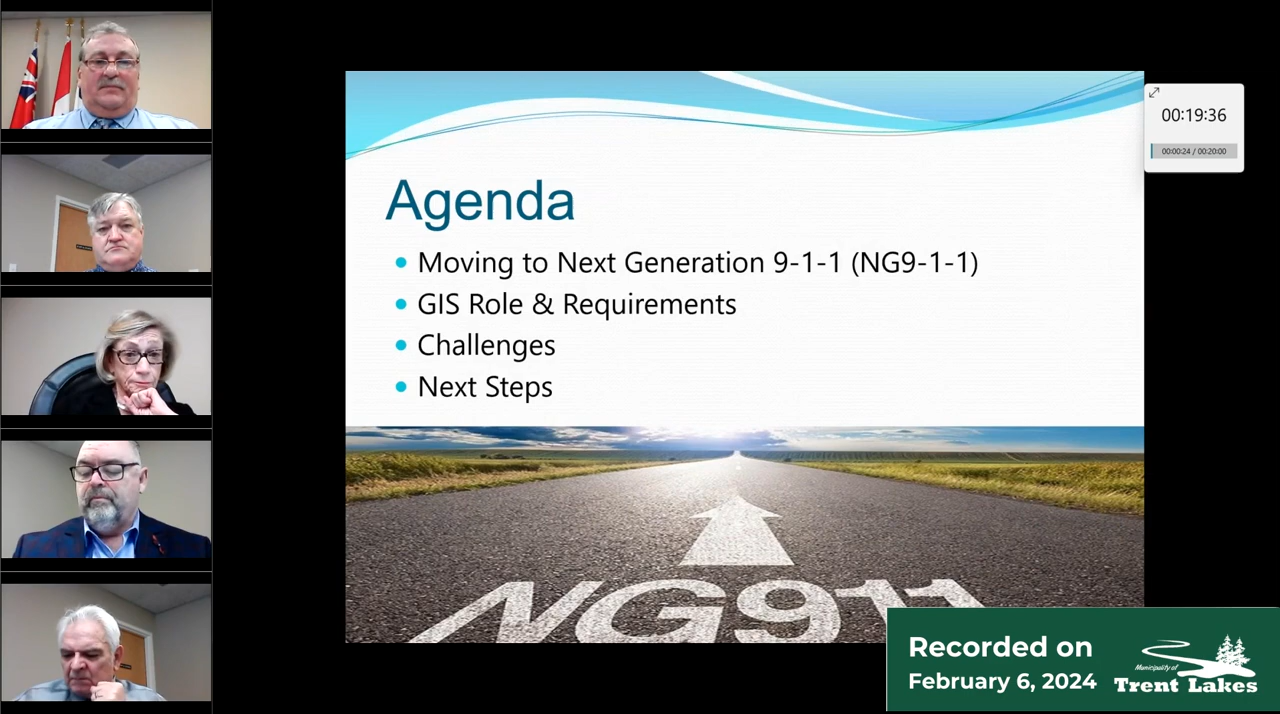 Agenda
Moving to Next Generation 9-1-1 (NG9-1-1)
GIS Role & Requirements
Challenges
Next Steps
NG911
00:19:36
00:00:24 / 00:20:00
Recorded on
February 6, 2024
Municipality of
Trent Lakes